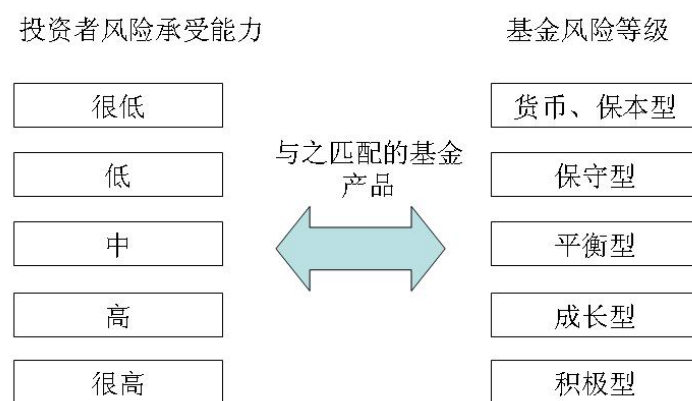 投资者风险承受能力
基金风险等级
很低
货币、保本型
与之匹配的基金
产品
低
保守型
中
平衡型
高
成长型
很高
积极型